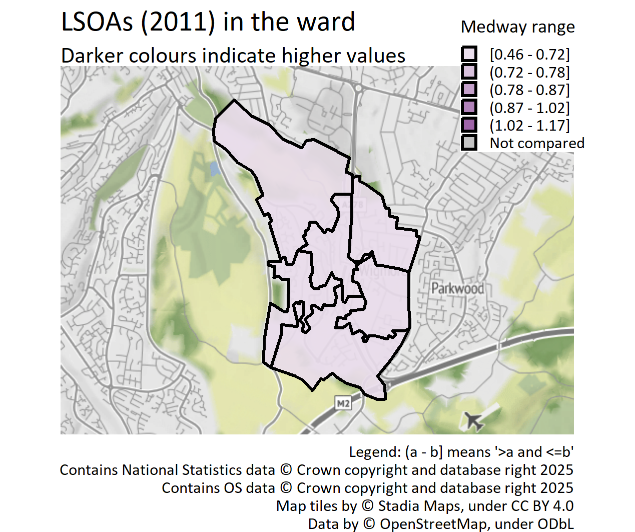 LSOAs (2011) in the ward
Darker colours indicate higher values
Medway range
[0.46 - 0.72]
(0.72 - 0.78]
(0.78 - 0.87]
(0.87 - 1.02]
(1.02 - 1.17]
Not compared
Parkwood
M2
Legend: (a - b] means '>a and <=b'
Contains National Statistics data © Crown copyright and database right 2025
Contains OS data © Crown copyright and database right 2025
Map tiles by © Stadia Maps, under CC BY 4.0
Data by © OpenStreetMap, under ODbL